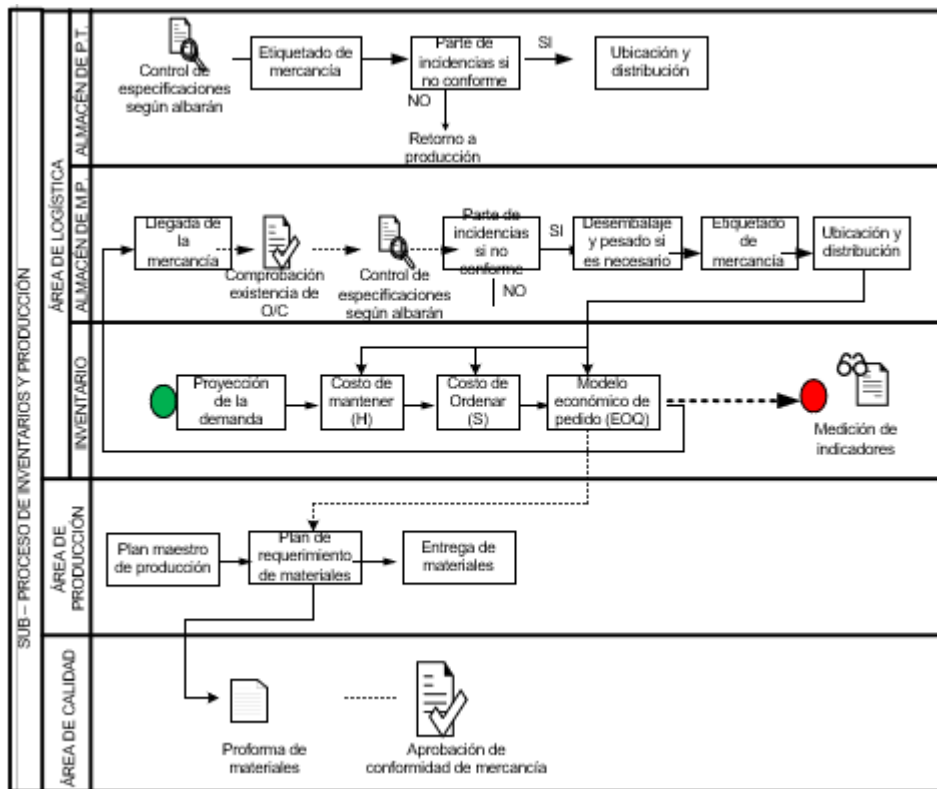 SUB – PROCESO DE INVENTARIOS Y PRODUCCIÓN
ÁREA DE LOGÍSTICA
ALMACÉN DE P.T.
Control de
especificaciones
según albarán
Etiquetado de
mercancía
Parte de
incidencias si
no conforme
SI
NO
Retorno a
producción
Ubicación y
distribución
ALMACÉN DE M.P.
Llegada de
la
mercancía
Comprobación
existencia de
O/C
Control de
especificaciones
según albarán
Parte de
incidencias
si no
conforme
SI
NO
Desembalaje
y pesado si
es necesario
Etiquetado
de
mercancía
Ubicación y
distribución
INVENTARIO
Proyección
de la
demanda
Costo de
mantener
(H)
Costo de
Ordenar
(S)
Modelo
económico de
pedido (EOQ)
Medición de
indicadores
ÁREA DE
PRODUCCIÓN
Plan maestro
de producción
Plan de
requerimiento
de materiales
Entrega de
materiales
ÁREA DE CALIDAD
Proforma de
materiales
Aprobación de
conformidad de mercancía